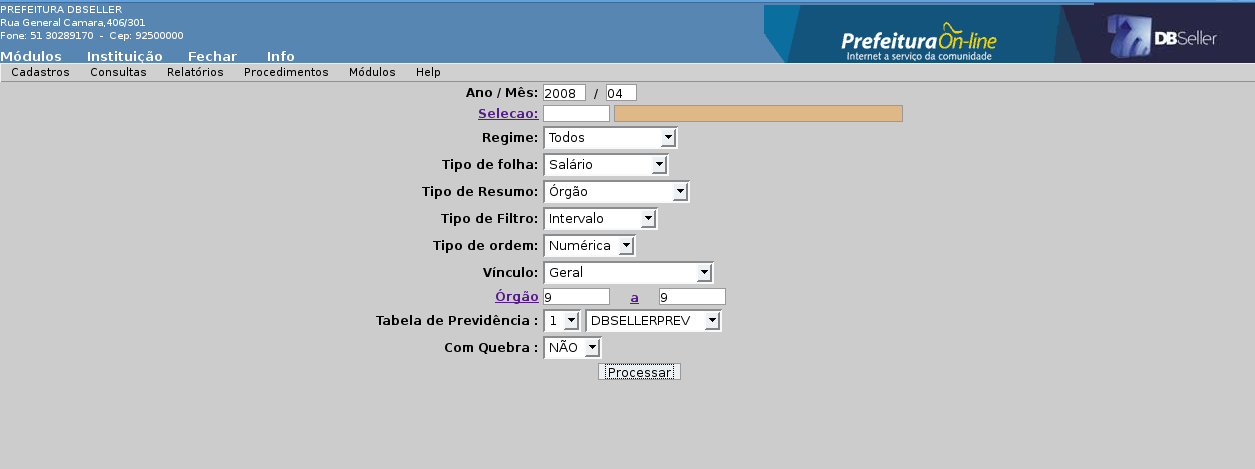 PREFEITURA DBSELLER
Rua General Camara,406/301
Fone: 51 30289170 - Cep: 92500000
Prefeitura On-line
Internet a serviço da comunidade
DBSeller
Módulos Instituição Fechar Info
Cadastros Consultas Relatórios Procedimentos Módulos Help
Ano / Mês: 2008 / 04
Selecao:
Regime: Todos
Tipo de folha: Salário
Tipo de Resumo: Órgão
Tipo de Filtro: Intervalo
Tipo de ordem: Numérica
Vínculo: Geral
Órgão 9 a 9
Tabela de Previdência : 1 DBSELLERPREV
Com Quebra : NÃO
Processar